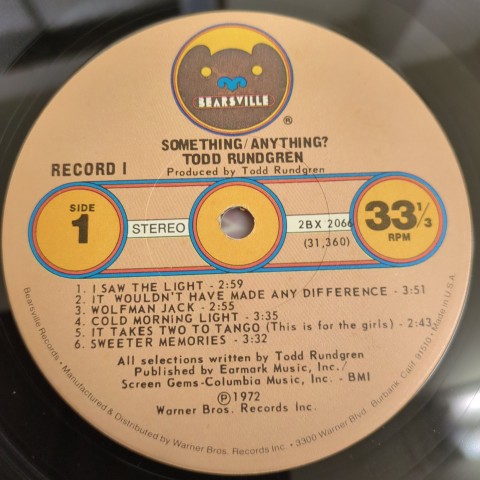 BEARSVILLE
®
SOMETHING/ANYTHING?
TODD RUNDGREN
Produced by Todd Rundgren
RECORD I
SIDE
1
STEREO
2BX 2066
(31,360)
33 1/3
RPM
1. I SAW THE LIGHT - 2:59
2. IT WOULDN'T HAVE MADE ANY DIFFERENCE - 3:51
3. WOLFMAN JACK - 2:55
4. COLD MORNING LIGHT - 3:35
5. IT TAKES TWO TO TANGO (This is for the girls) - 2:43
6. SWEETER MEMORIES - 3:32
All selections written by Todd Rundgren
Published by Earmark Music, Inc./
Screen Gems-Columbia Music, Inc. - BMI
℗ 1972
Warner Bros. Records Inc.
Bearsville Records, Inc. • Manufactured & Distributed by Warner Bros. Records Inc. • 3300 Warner Blvd. Burbank, Calif. 91510 • Made in U.S.A.